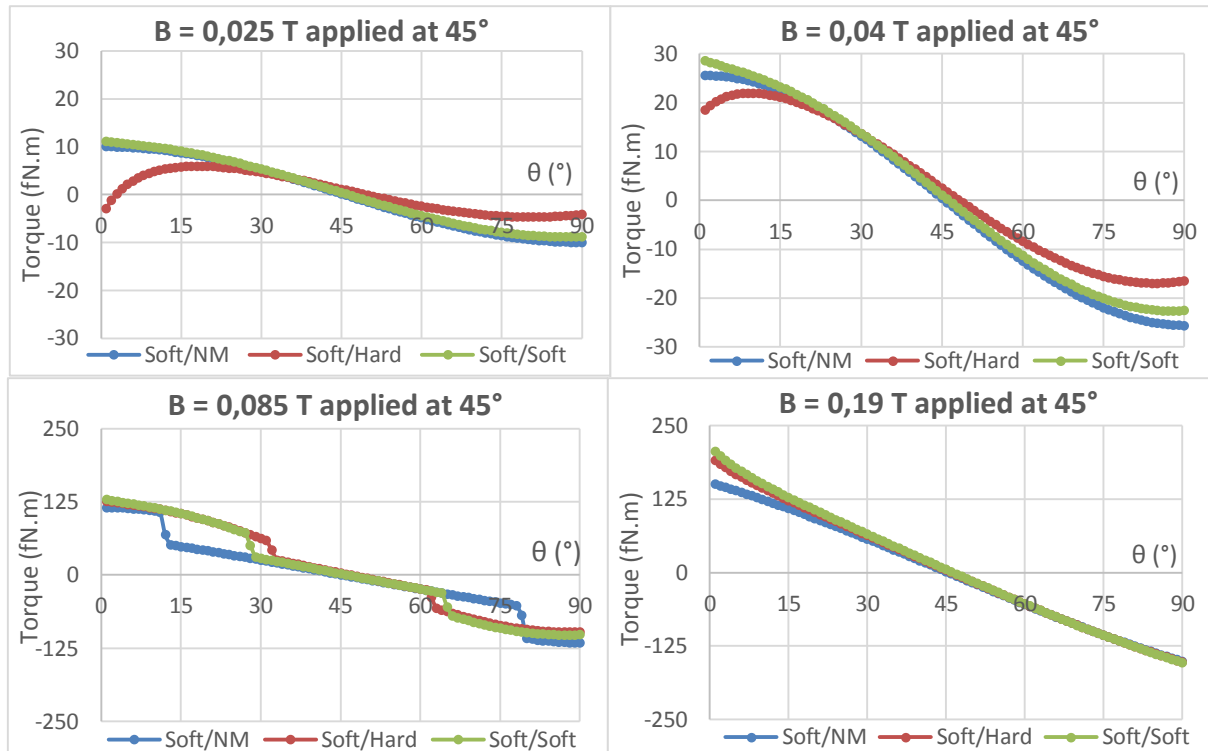 B = 0,025 T applied at 45°
30
20
10
0
-10
-20
-30
0 15 30 45 60 75 90
Torque (fN.m)
θ (°)
Soft/NM Soft/Hard Soft/Soft
B = 0,04 T applied at 45°
30
20
10
0
-10
-20
-30
0 15 30 45 60 75 90
Torque (fN.m)
θ (°)
Soft/NM Soft/Hard Soft/Soft
B = 0,085 T applied at 45°
250
125
0
-125
-250
0 15 30 45 60 75 90
Torque (fN.m)
θ (°)
Soft/NM Soft/Hard Soft/Soft
B = 0,19 T applied at 45°
250
125
0
-125
-250
0 15 30 45 60 75 90
Torque (fN.m)
θ (°)
Soft/NM Soft/Hard Soft/Soft